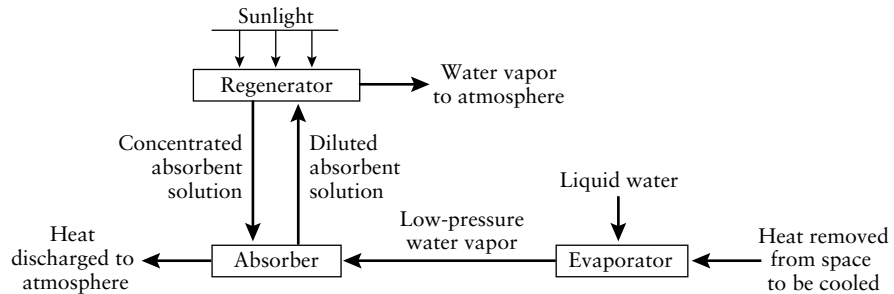 Sunlight
Regenerator
Water vapor
to atmosphere
Concentrated
absorbent
solution
Diluted
absorbent
solution
Liquid water
Low-pressure
water vapor
Heat
discharged to
atmosphere
Absorber
Evaporator
Heat removed
from space
to be cooled